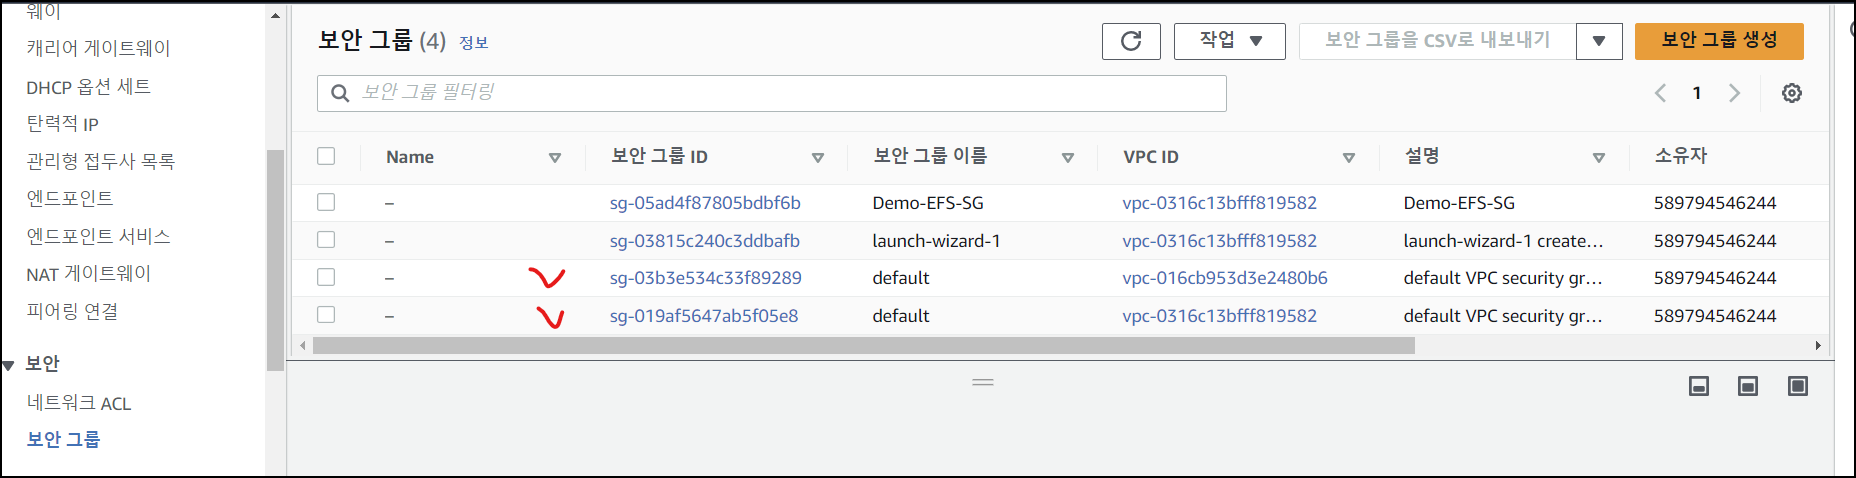 웨이
캐리어 게이트웨이
DHCP 옵션 세트
탄력적 IP
관리형 접두사 목록
엔드포인트
엔드포인트 서비스
NAT 게이트웨이
피어링 연결
보안
네트워크 ACL
보안 그룹
보안 그룹 (4) 정보
작업
보안 그룹을 CSV로 내보내기
보안 그룹 생성
보안 그룹 필터링
1
Name 보안 그룹 ID 보안 그룹 이름 VPC ID 설명 소유자
– sg-05ad4f87805bdbf6b Demo-EFS-SG vpc-0316c13bfff819582 Demo-EFS-SG 589794546244
– sg-03815c240c3ddbafb launch-wizard-1 vpc-0316c13bfff819582 launch-wizard-1 create... 589794546244
– sg-03b3e534c33f89289 default vpc-016cb953d3e2480b6 default VPC security gr... 589794546244
– sg-019af5647ab5f05e8 default vpc-0316c13bfff819582 default VPC security gr... 589794546244